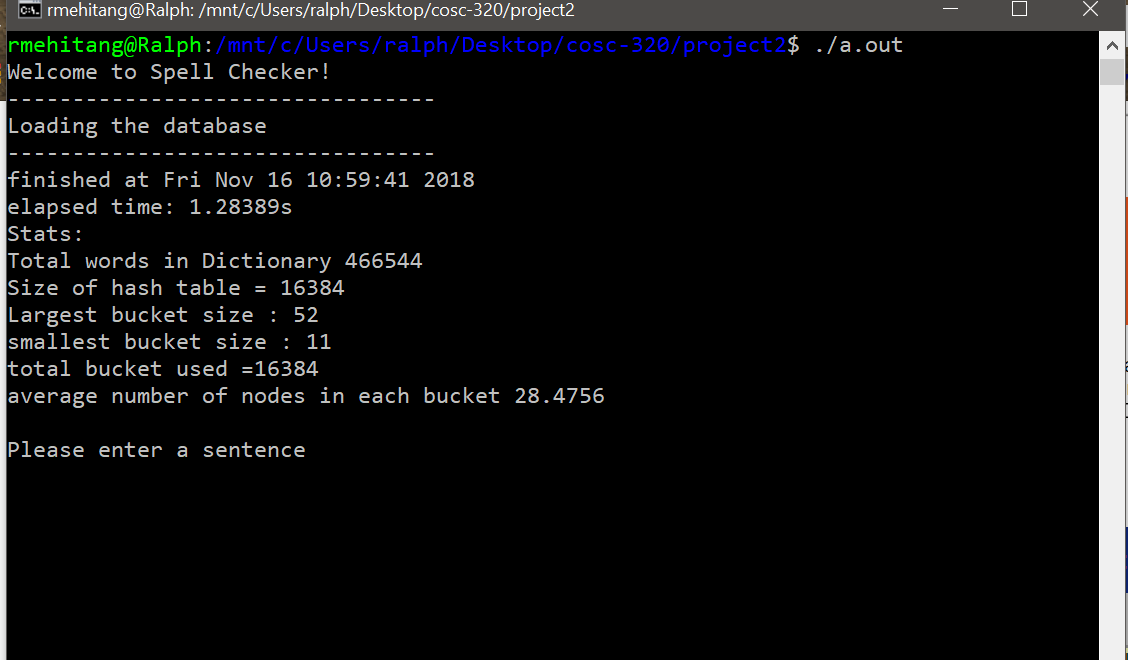 rmehitang@Ralph: /mnt/c/Users/ralph/Desktop/cosc-320/project2
rmehitang@Ralph:/mnt/c/Users/ralph/Desktop/cosc-320/project2$ ./a.out
Welcome to Spell Checker!
---------------------------------
Loading the database
---------------------------------
finished at Fri Nov 16 10:59:41 2018
elapsed time: 1.28389s
Stats:
Total words in Dictionary 466544
Size of hash table = 16384
Largest bucket size : 52
smallest bucket size : 11
total bucket used =16384
average number of nodes in each bucket 28.4756
Please enter a sentence